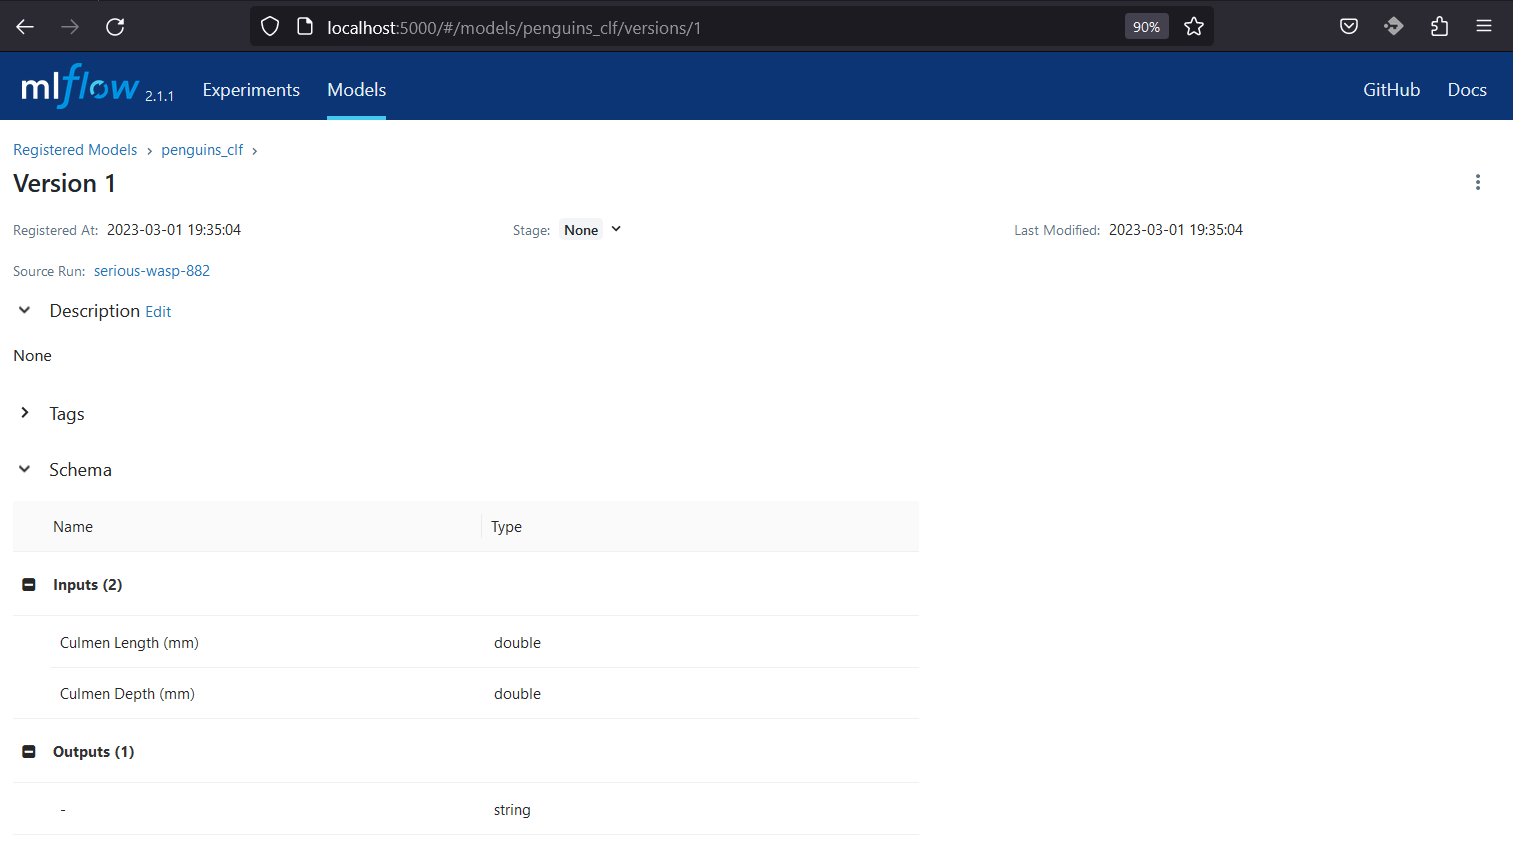 localhost:5000/#/models/penguins_clf/versions/1 90%
mlflow 2.1.1 Experiments Models GitHub Docs
Registered Models > penguins_clf >
Version 1
Registered At: 2023-03-01 19:35:04 Stage: None Last Modified: 2023-03-01 19:35:04
Source Run: serious-wasp-882
Description Edit
None
Tags
Schema
Name Type
Inputs (2)
Culmen Length (mm) double
Culmen Depth (mm) double
Outputs (1)
- string